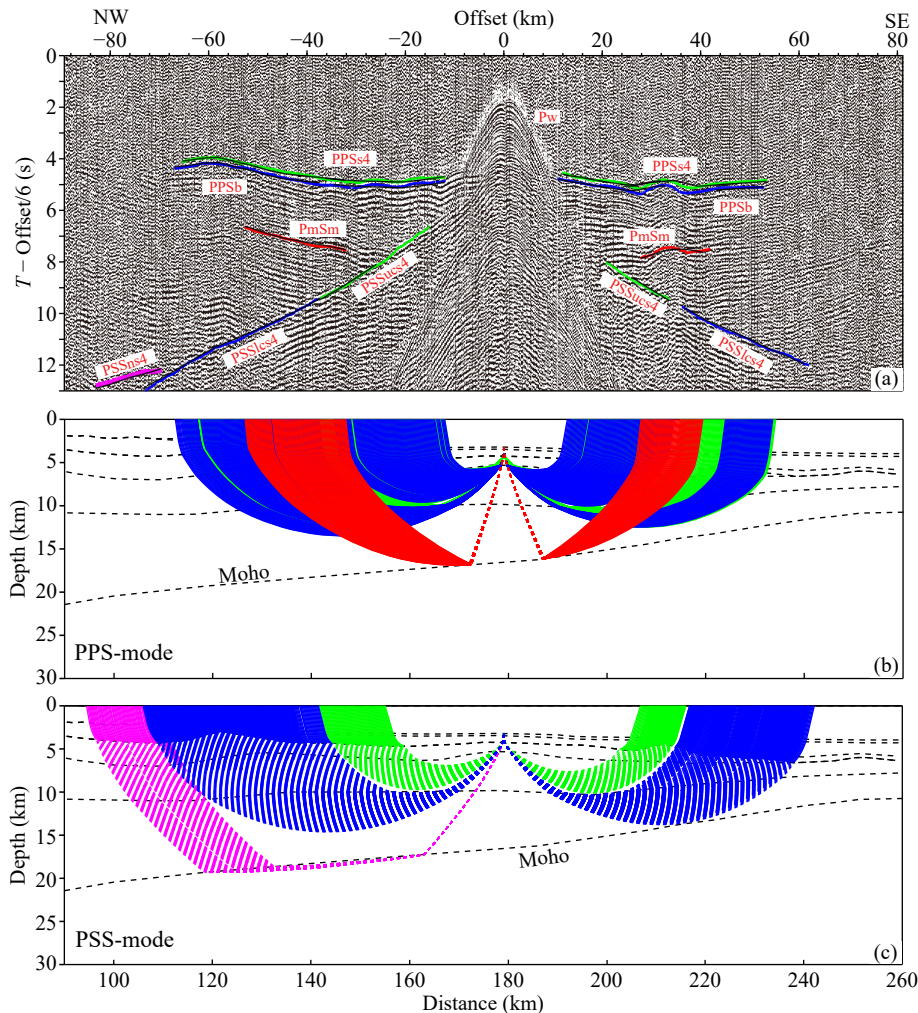 NW Offset (km) SE
−80 −60 −40 −20 0 20 40 60 80
0
2
4
6
8
10
12
T − Offset/6 (s)
Pw
PPSs4
PPSs4
PPSb
PPSb
PmSm
PmSm
PSSucs4
PSSucs4
PSSlcs4
PSSlcs4
PSSns4
(a)
0
5
10
15
20
25
30
Depth (km)
Moho
PPS-mode
(b)
0
5
10
15
20
25
30
Depth (km)
Moho
PSS-mode
(c)
100 120 140 160 180 200 220 240 260
Distance (km)